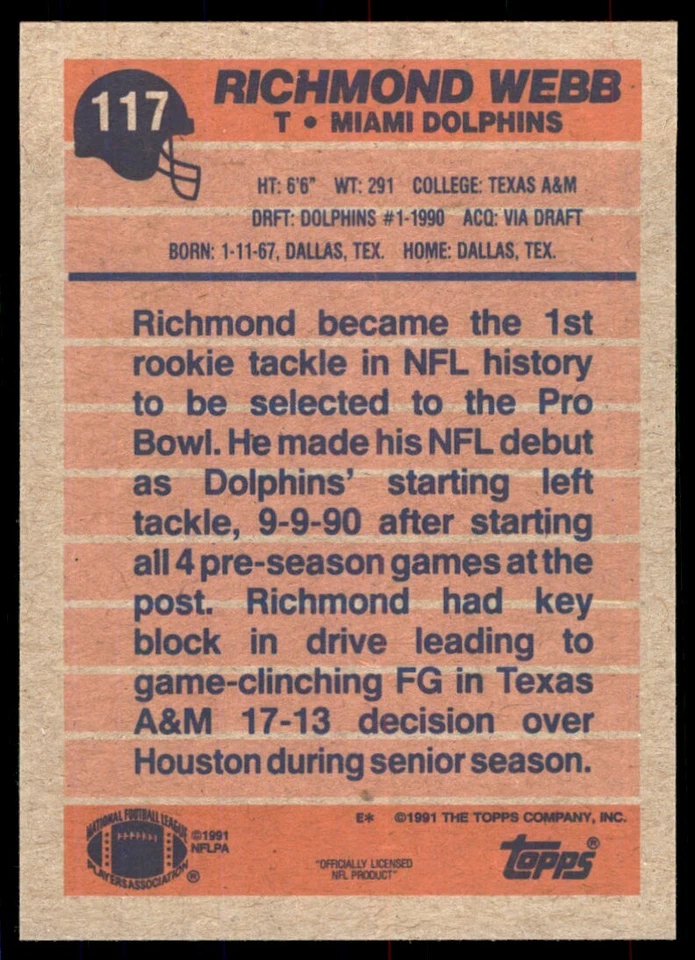 117
RICHMOND WEBB
T • MIAMI DOLPHINS
HT: 6'6" WT: 291 COLLEGE: TEXAS A&M
DRFT: DOLPHINS #1-1990 ACQ: VIA DRAFT
BORN: 1-11-67, DALLAS, TEX. HOME: DALLAS, TEX.
Richmond became the 1st
rookie tackle in NFL history
to be selected to the Pro
Bowl. He made his NFL debut
as Dolphins' starting left
tackle, 9-9-90 after starting
all 4 pre-season games at the
post. Richmond had key
block in drive leading to
game-clinching FG in Texas
A&M 17-13 decision over
Houston during senior season.
NATIONAL FOOTBALL LEAGUE
PLAYERS ASSOCIATION ®
©1991
NFLPA
E* ©1991 THE TOPPS COMPANY, INC.
"OFFICIALLY LICENSED
NFL PRODUCT"
topps®